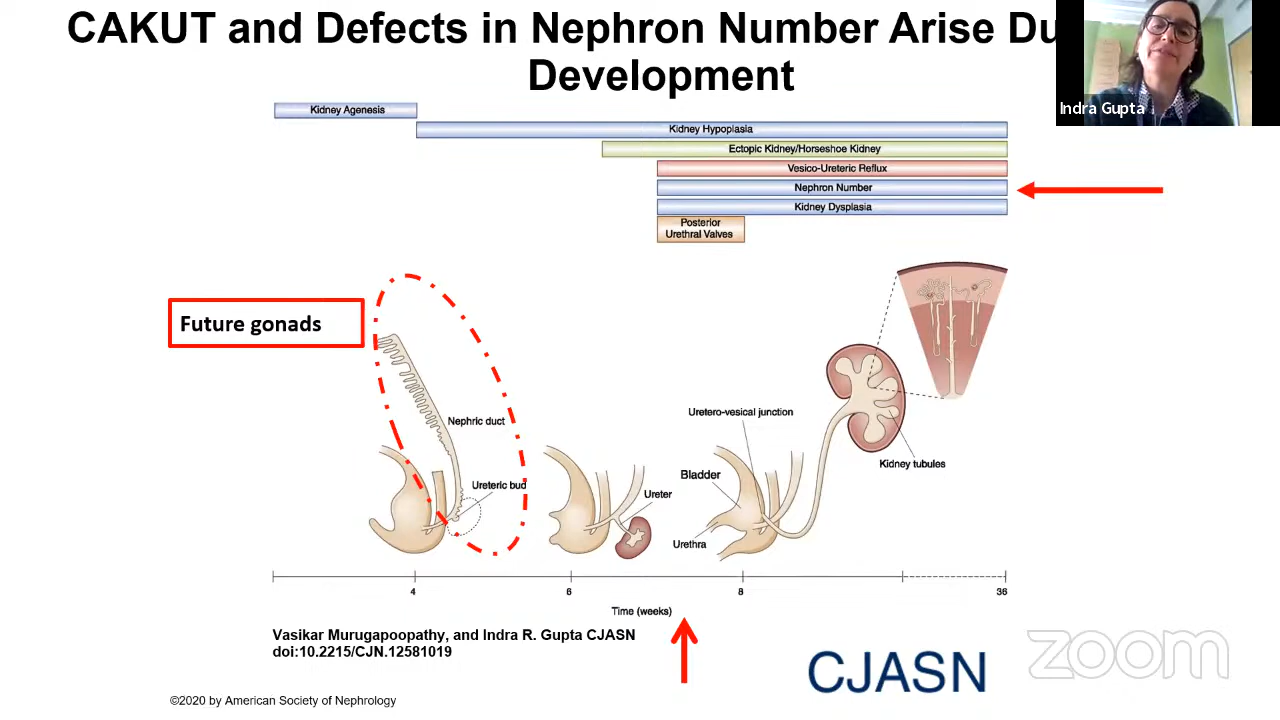 CAKUT and Defects in Nephron Number Arise Du
Development
Indra Gupta
Kidney Agenesis
Kidney Hypoplasia
Ectopic Kidney/Horseshoe Kidney
Vesico-Ureteric Reflux
Nephron Number
Kidney Dysplasia
Posterior
Urethral Valves
Future gonads
Nephric duct
Ureteric bud
Ureter
Uretero-vesical junction
Bladder
Urethra
Kidney tubules
4
6
8
36
Time (weeks)
Vasikar Murugapoopathy, and Indra R. Gupta CJASN
doi:10.2215/CJN.12581019
CJASN
zoom
©2020 by American Society of Nephrology